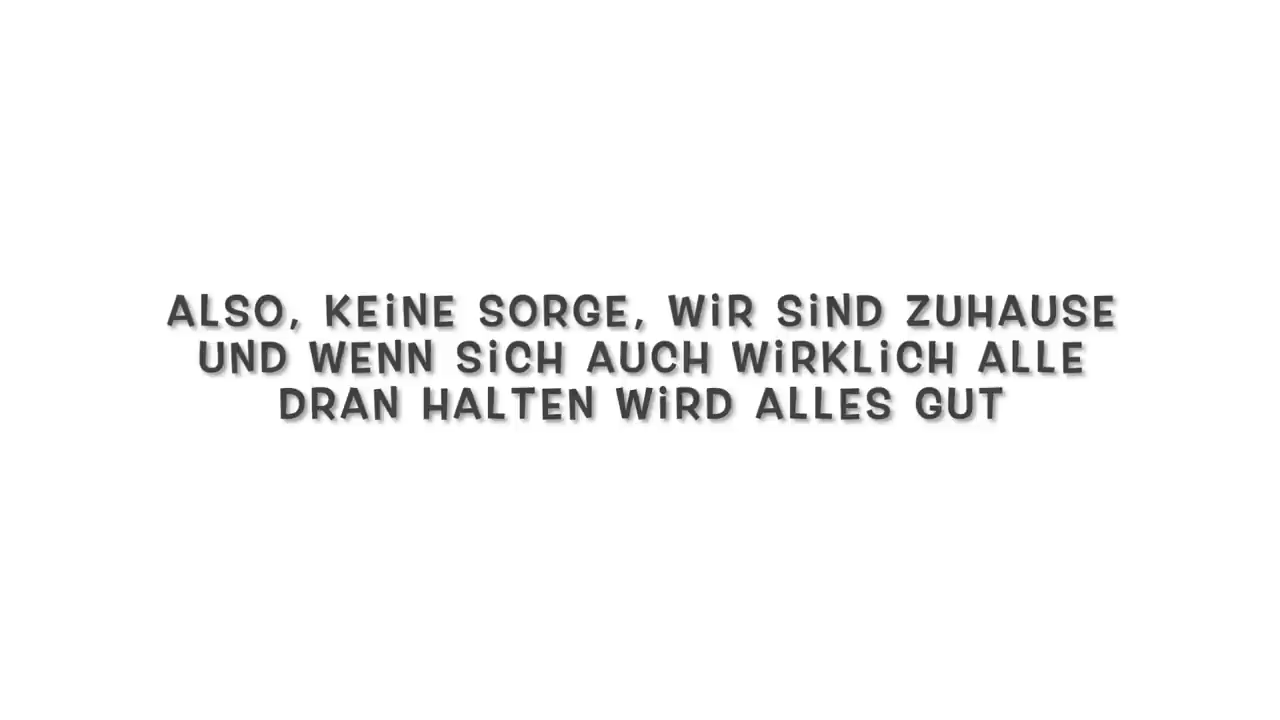 ALSO, KEiNE SORGE, WiR SiND ZUHAUSE
UND WENN SiCH AUCH WiRKLiCH ALLE
DRAN HALTEN WiRD ALLES GUT